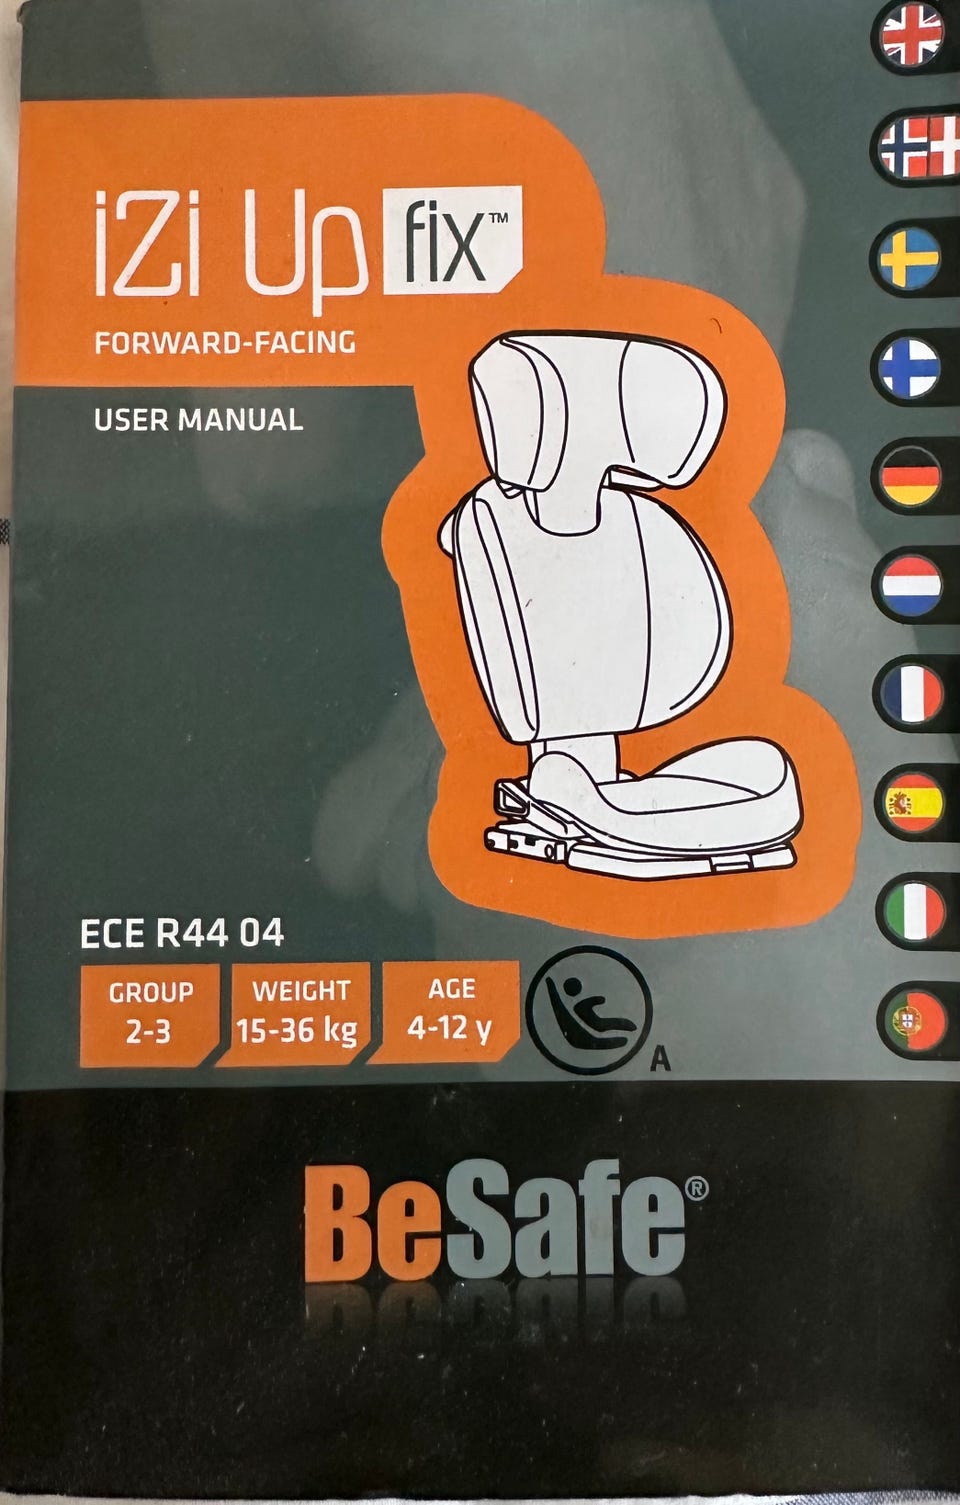 iZi Up fix™
FORWARD-FACING
USER MANUAL
ECE R44 04
GROUP
2-3
WEIGHT
15-36 kg
AGE
4-12 y
A
BeSafe®